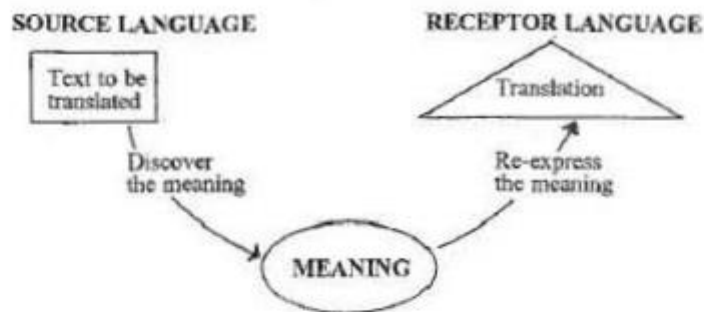 SOURCE LANGUAGE
RECEPTOR LANGUAGE
Text to be
translated
Translation
Discover
the meaning
Re-express
the meaning
MEANING